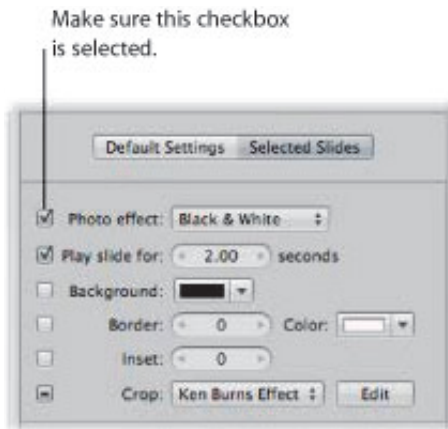 Make sure this checkbox
is selected.
Default Settings Selected Slides
Photo effect: Black & White
Play slide for: 2.00 seconds
Background:
Border: 0 Color:
Inset: 0
Crop: Ken Burns Effect Edit